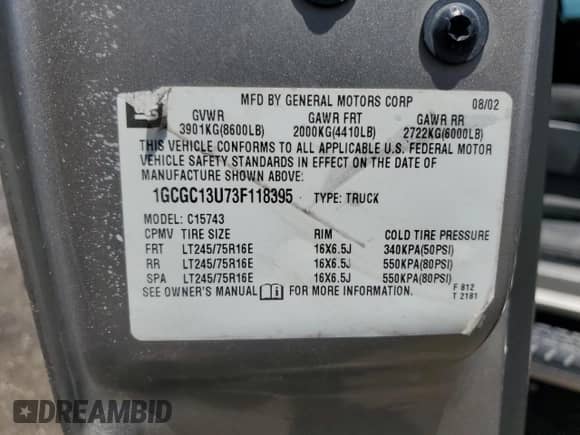 MFD BY GENERAL MOTORS CORP 08/02
GVWR GAWR FRT GAWR RR
3901KG(8600LB) 2000KG(4410LB) 2722KG(6000LB)
THIS VEHICLE CONFORMS TO ALL APPLICABLE U.S. FEDERAL MOTOR
VEHICLE SAFETY STANDARDS IN EFFECT ON THE DATE OF
MANUFACTURE SHOWN ABOVE:
1GCGC13U73F118395 TYPE: TRUCK
MODEL: C15743
CPMV TIRE SIZE RIM COLD TIRE PRESSURE
FRT LT245/75R16E 16X6.5J 340KPA(50PSI)
RR LT245/75R16E 16X6.5J 550KPA(80PSI)
SPA LT245/75R16E 16X6.5J 550KPA(80PSI)
SEE OWNER'S MANUAL FOR MORE INFORMATION.
F 812
T 2181
DREAMBID